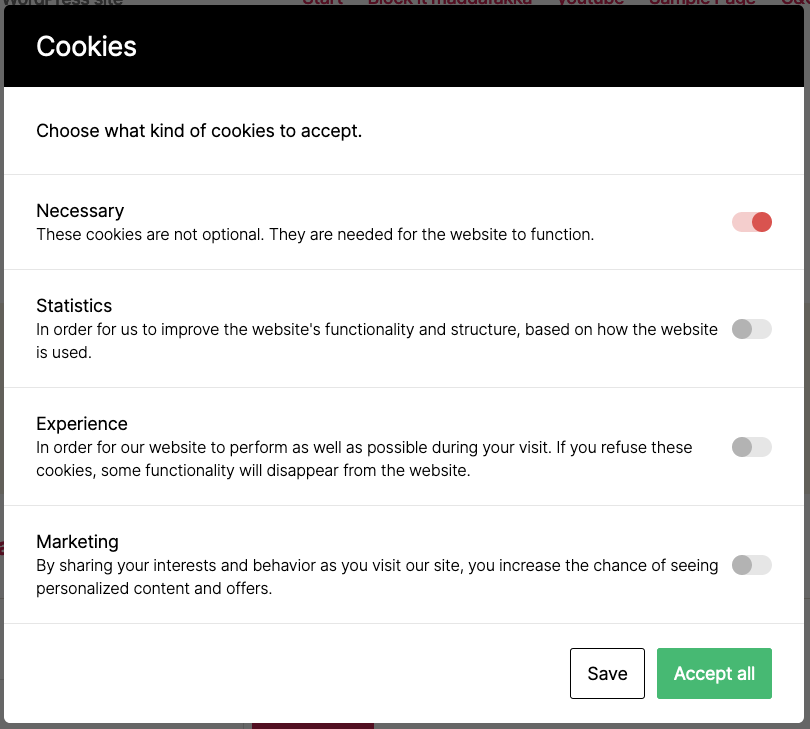 WordPress site Start Block it maddafakka Youtube Sample Page
Cookies
Choose what kind of cookies to accept.
Necessary
These cookies are not optional. They are needed for the website to function.
Statistics
In order for us to improve the website's functionality and structure, based on how the website
is used.
Experience
In order for our website to perform as well as possible during your visit. If you refuse these
cookies, some functionality will disappear from the website.
Marketing
By sharing your interests and behavior as you visit our site, you increase the chance of seeing
personalized content and offers.
Save Accept all